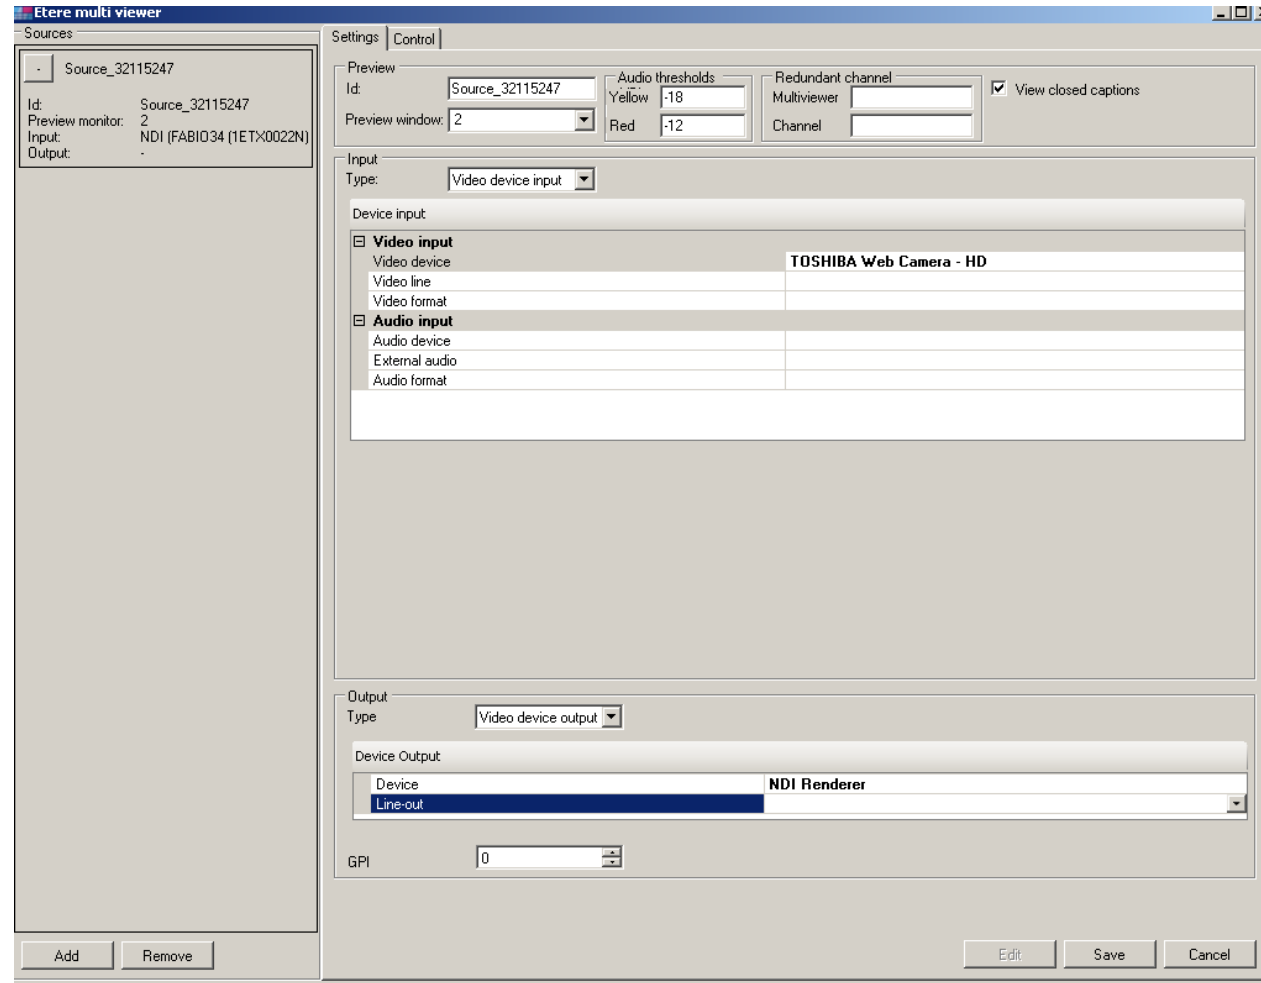 Etere multi viewer
Sources
- Source_32115247
Id: Source_32115247
Preview monitor: 2
Input: NDI (FABIO34 (1ETX0022N)
Output: -
Add Remove
Settings Control
Preview
Id: Source_32115247
Preview window: 2
Audio thresholds
Yellow -18
Red -12
Redundant channel
Multiviewer
Channel
View closed captions
Input
Type: Video device input
Device input
Video input
Video device TOSHIBA Web Camera - HD
Video line
Video format
Audio input
Audio device
External audio
Audio format
Output
Type Video device output
Device Output
Device NDI Renderer
Line-out
GPI 0
Edit Save Cancel